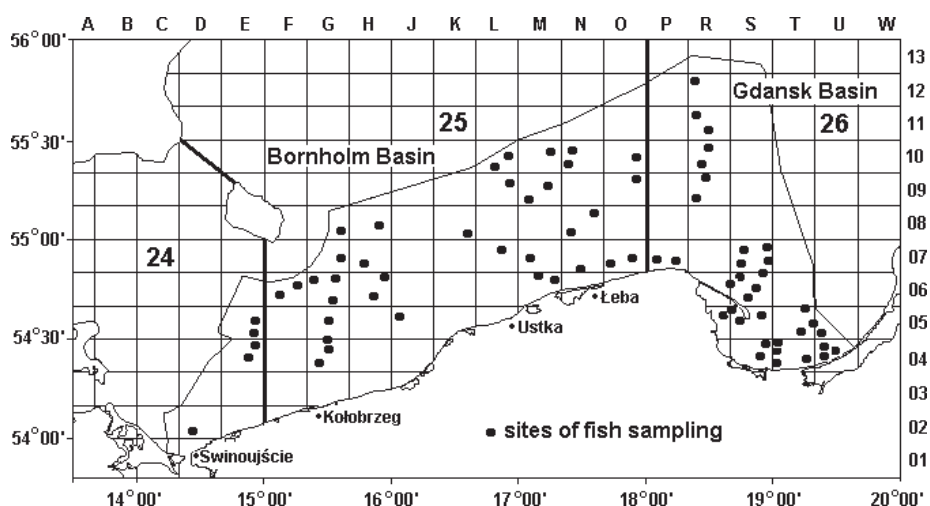 A B C D E F G H J K L M N O P R S T U W
56°00'
13
12
Gdansk Basin
25
26
11
55°30'
Bornholm Basin
10
09
08
55°00'
24
07
06
Łeba
05
Ustka
54°30'
04
03
Kołobrzeg
sites of fish sampling
02
54°00'
Swinoujście
01
14°00' 15°00' 16°00' 17°00' 18°00' 19°00' 20°00'